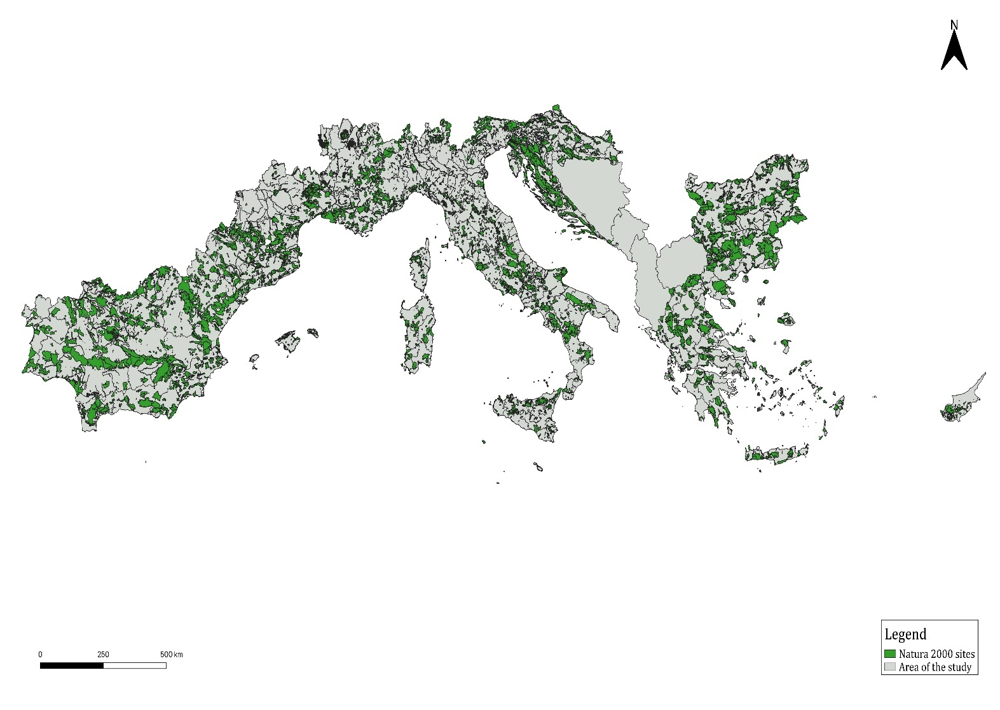 N
0 250 500 km
Legend
Natura 2000 sites
Area of the study